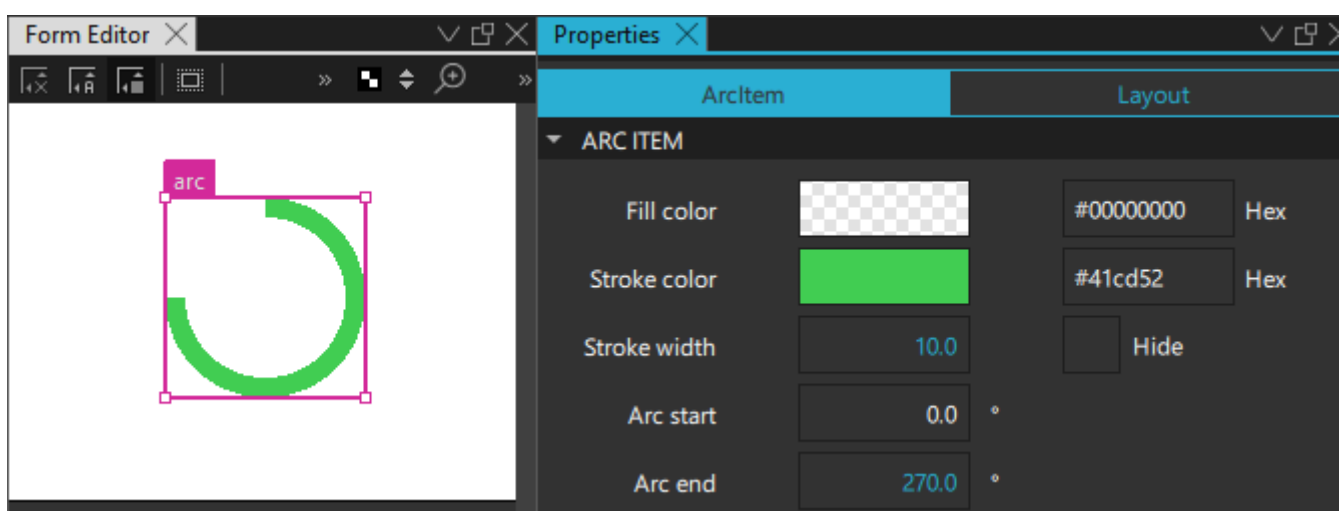 Form Editor
Properties
ArcItem Layout
ARC ITEM
arc
Fill color #00000000 Hex
Stroke color #41cd52 Hex
Stroke width 10.0 Hide
Arc start 0.0 °
Arc end 270.0 °